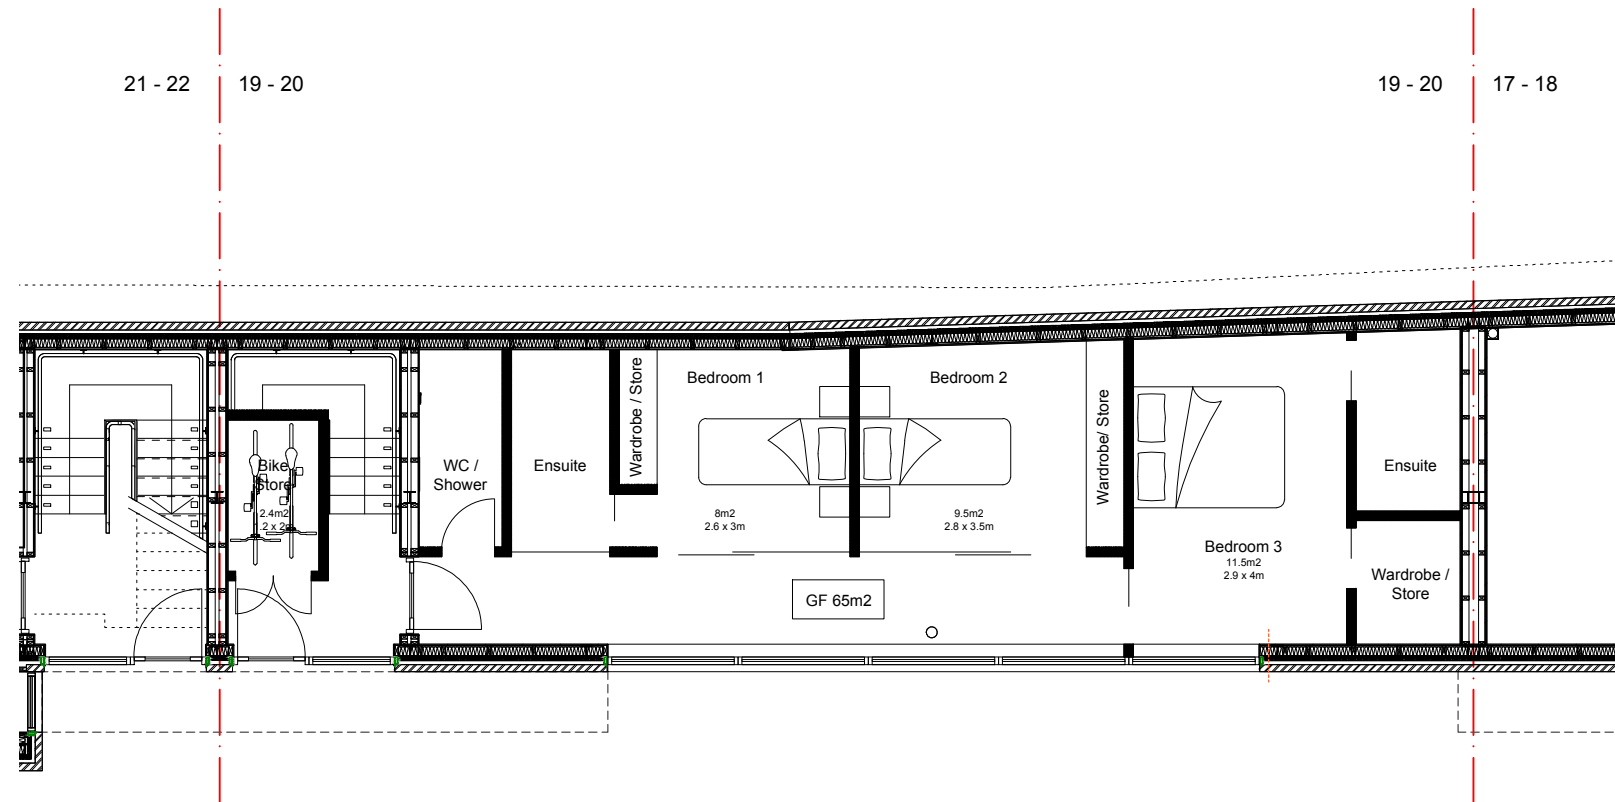 21 - 22
19 - 20
19 - 20
17 - 18
Bedroom 1
Bedroom 2
Wardrobe / Store
Wardrobe/ Store
WC /
Shower
Ensuite
Bike
Store
2.4m2
.2 x 2
8m2
2.6 x 3m
9.5m2
2.8 x 3.5m
Ensuite
Bedroom 3
11.5m2
2.9 x 4m
Wardrobe /
Store
GF 65m2